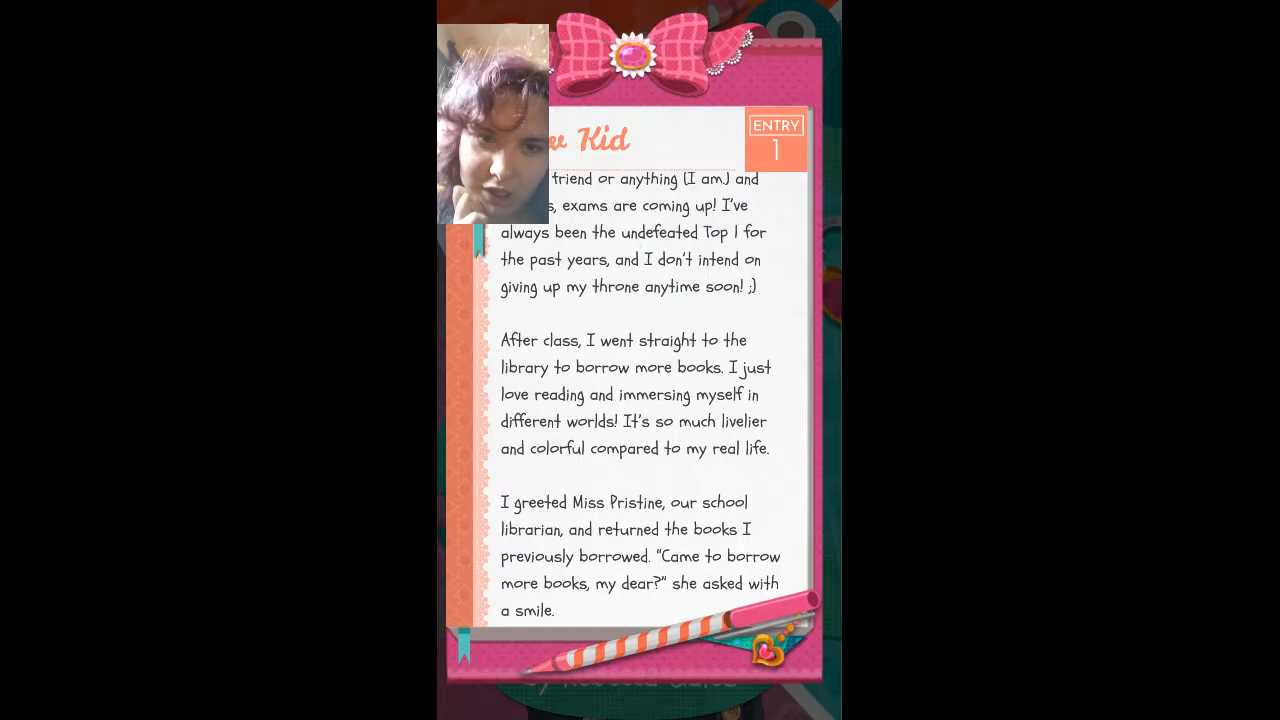 w Kid
ENTRY
1
friend or anything (I am.) and
s, exams are coming up! I've
always been the undefeated Top 1 for
the past years, and I don't intend on
giving up my throne anytime soon! ;)
After class, I went straight to the
library to borrow more books. I just
love reading and immersing myself in
different worlds! It's so much livelier
and colorful compared to my real life.
I greeted Miss Pristine, our school
librarian, and returned the books I
previously borrowed. "Came to borrow
more books, my dear?" she asked with
a smile.
by